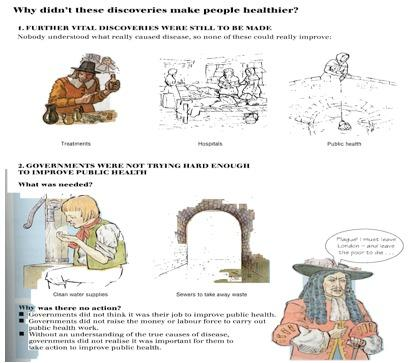 Why didn't these discoveries make people healthier?
1. FURTHER VITAL DISCOVERIES WERE STILL TO BE MADE
Nobody understood what really caused disease, so none of these could really improve:
Treatments
Hospitals
Public health
2. GOVERNMENTS WERE NOT TRYING HARD ENOUGH
TO IMPROVE PUBLIC HEALTH
What was needed?
Clean water supplies
Sewers to take away waste
Plague! I must leave
London – and leave
the poor to die ...
Why was there no action?
■ Governments did not think it was their job to improve public health.
■ Governments did not raise the money or labour force to carry out
public health work.
■ Without an understanding of the true causes of disease,
governments did not realise it was important for them to
take action to improve public health.